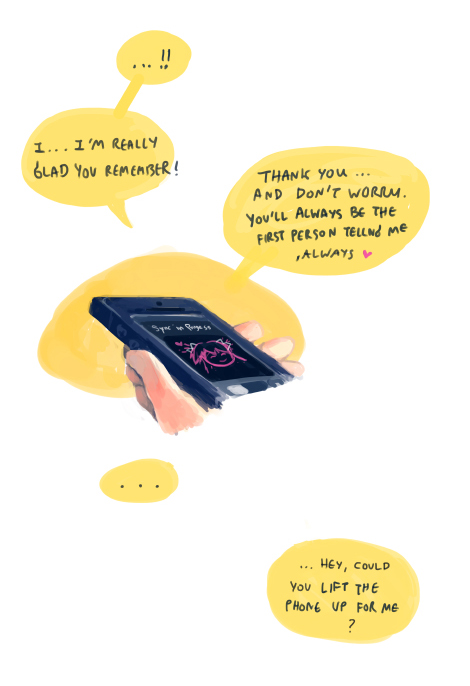 ... !!
I... I'M REALLY
GLAD YOU REMEMBER!
THANK YOU ...
AND DON'T WORRY.
YOU'LL ALWAYS BE THE
FIRST PERSON TELLING ME
, ALWAYS ♥
Sync in Progress
. . .
... HEY, COULD
YOU LIFT THE
PHONE UP FOR ME
?